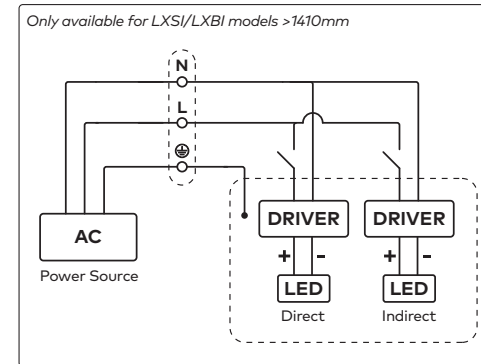 Only available for LXSI/LXBI models >1410mm
N
L
AC
Power Source
DRIVER DRIVER
+ - + -
LED LED
Direct Indirect